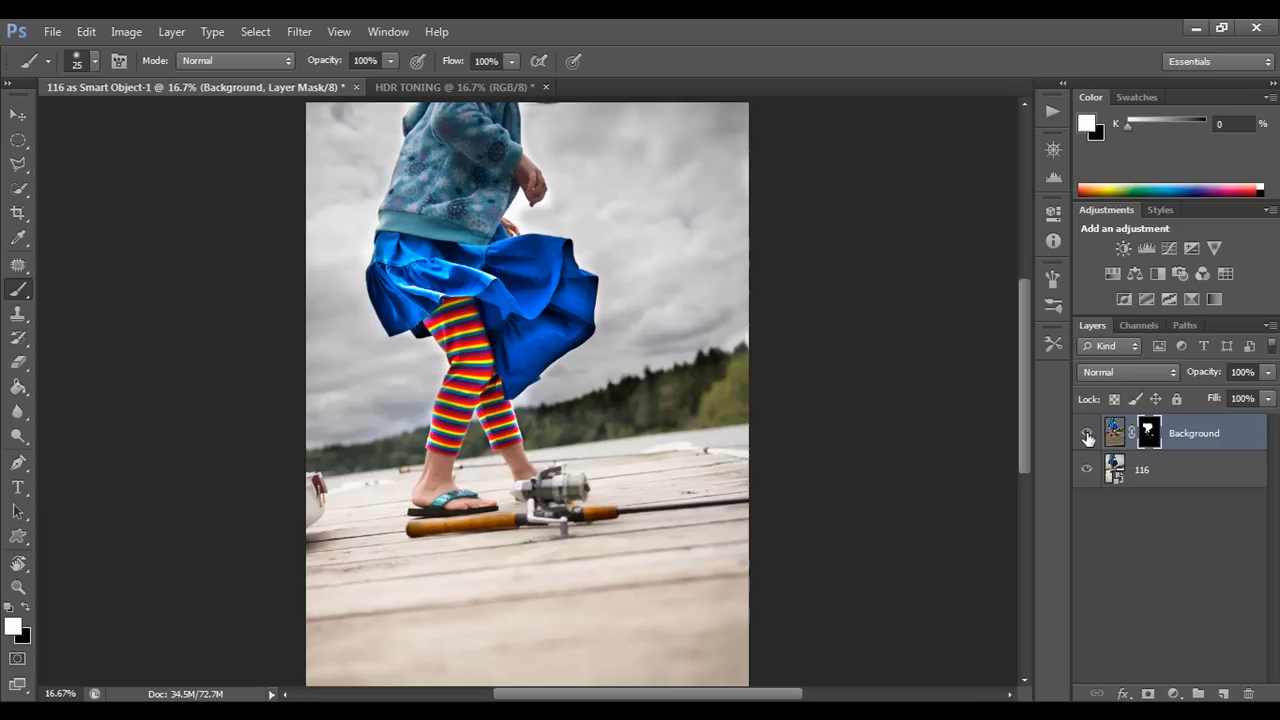 Ps File Edit Image Layer Type Select Filter View Window Help
25 Mode: Normal Opacity: 100% Flow: 100% Essentials
116 as Smart Object-1 @ 16.7% (Background, Layer Mask/8) * × HDR TONING @ 16.7% (RGB/8) * ×
Color Swatches
K 0 %
Adjustments Styles
Add an adjustment
Layers Channels Paths
Kind T
Normal Opacity: 100%
Lock: Fill: 100%
Background
116
T
16.67% Doc: 34.5M/72.7M
fx